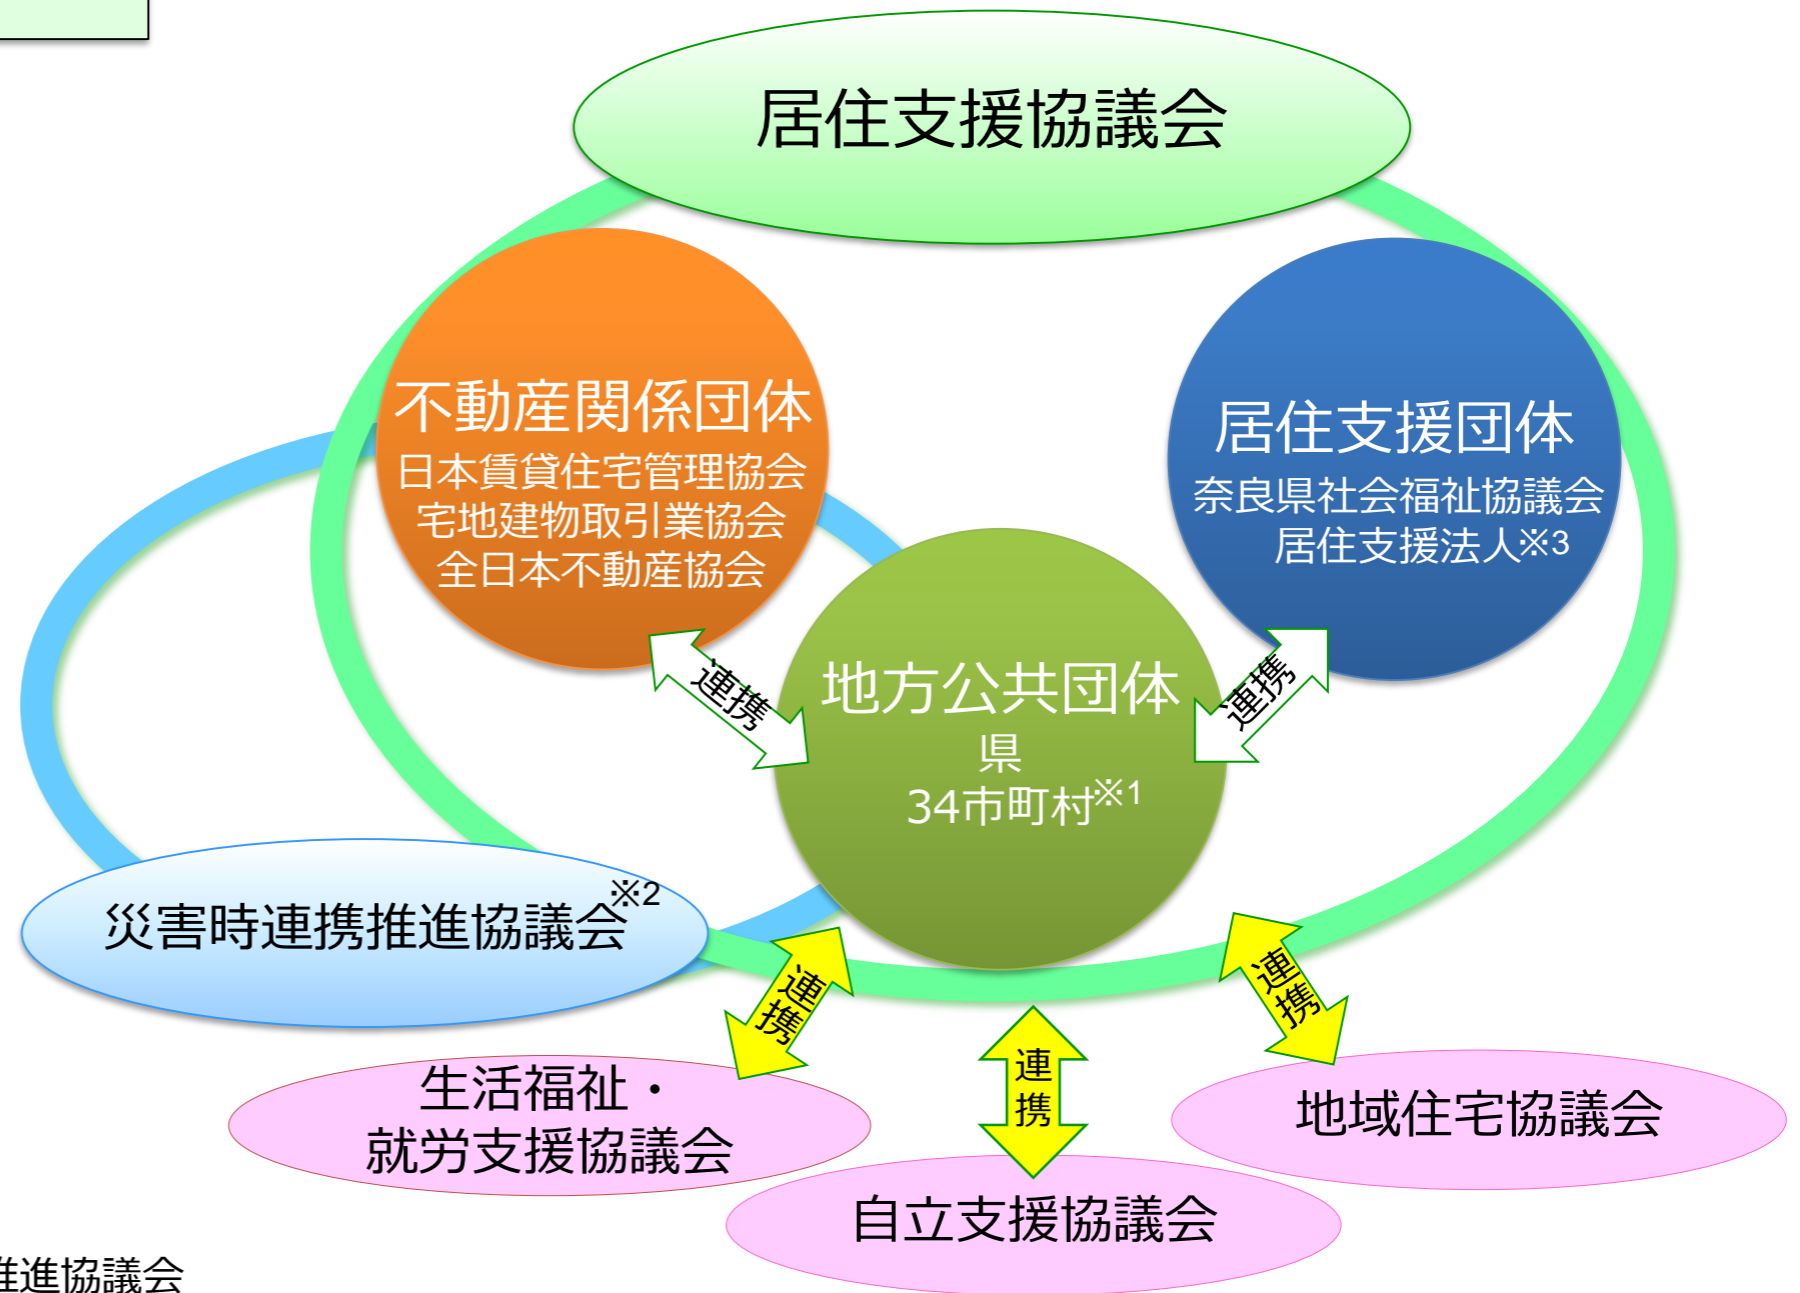 居住支援協議会
不動産関係団体
日本賃貸住宅管理協会
宅地建物取引業協会
全日本不動産協会
居住支援団体
奈良県社会福祉協議会
居住支援法人※3
連携
連携
地方公共団体
県
34市町村※1
災害時連携推進協議会※2
連携
連携
連携
生活福祉・
就労支援協議会
自立支援協議会
地域住宅協議会
推進協議会